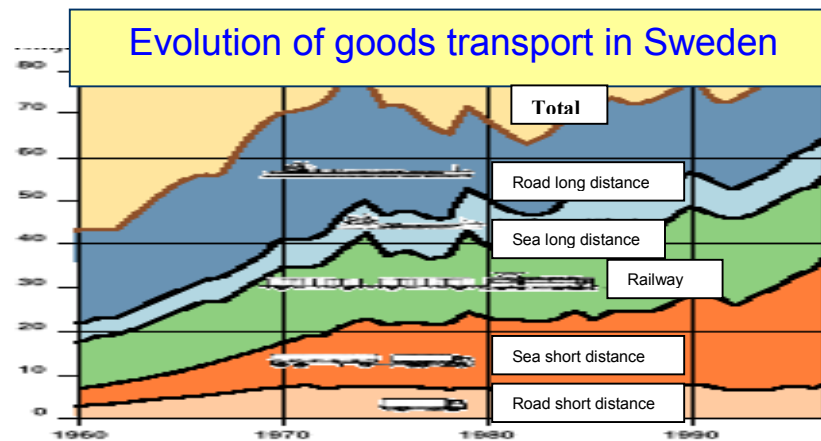 Evolution of goods transport in Sweden
80
Total
70
60
Road long distance
50
Sea long distance
40
Railway
30
20
Sea short distance
10
Road short distance
0
1960
1970
1980
1990